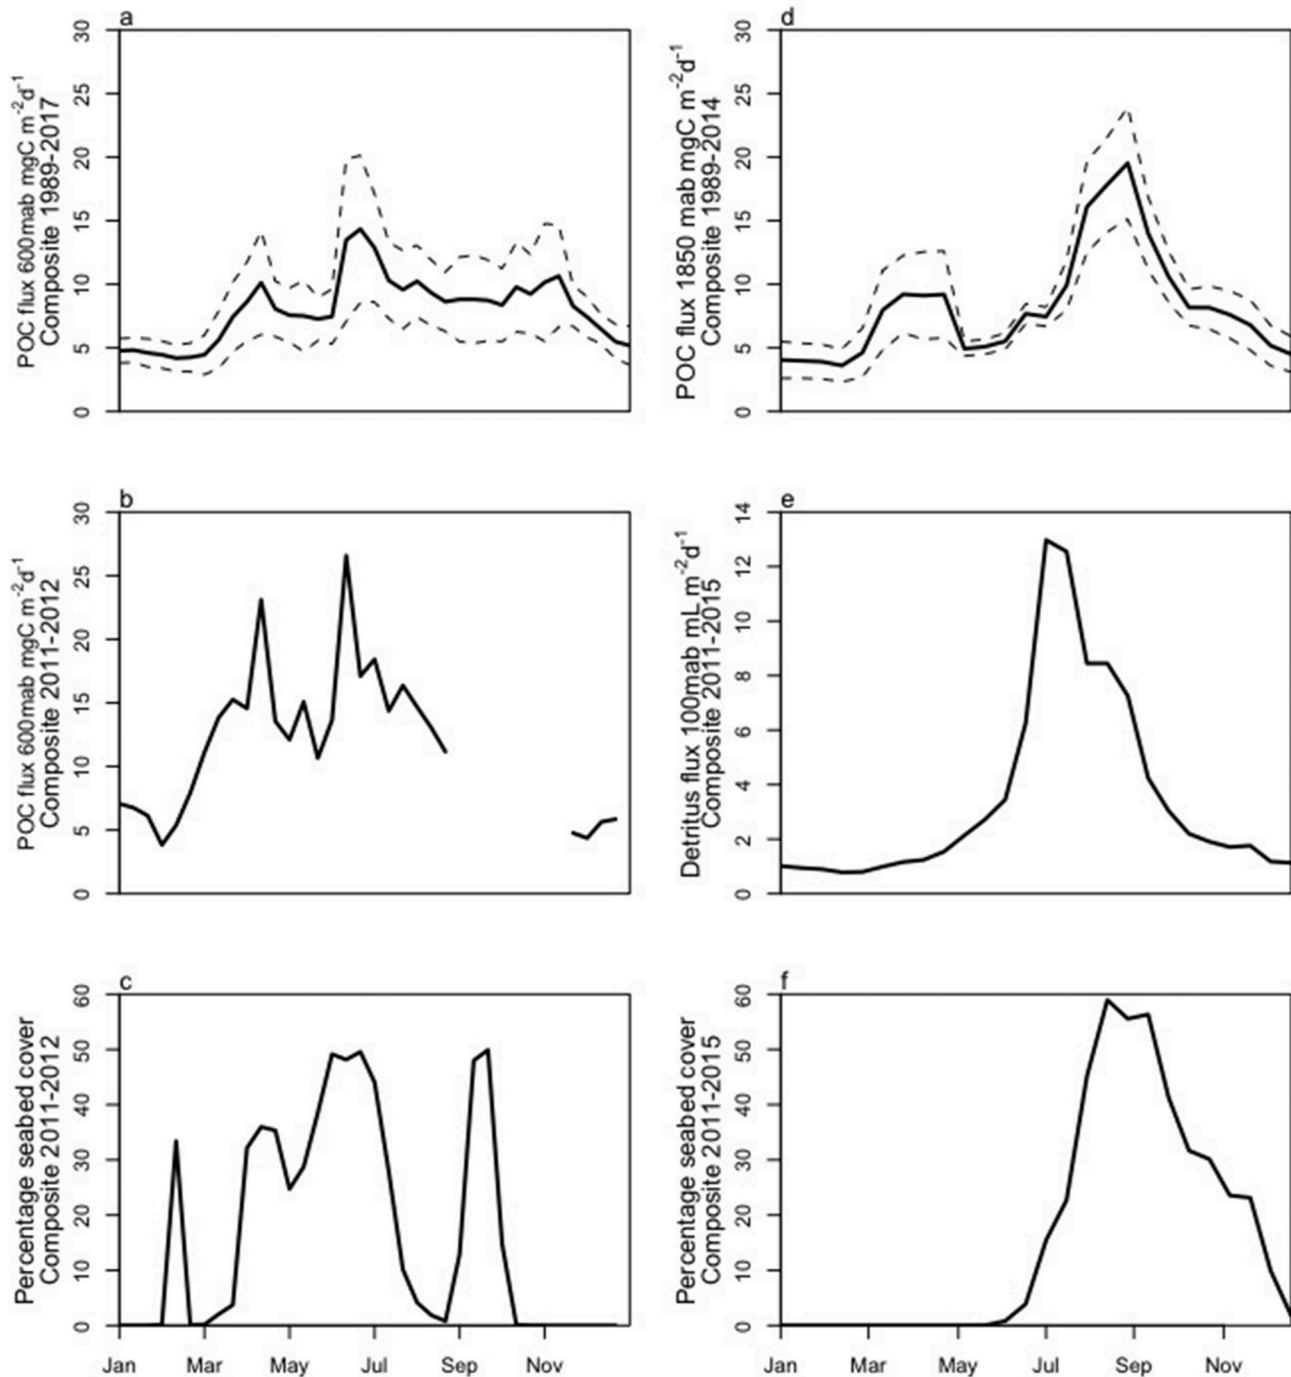 a
POC flux 600mab mgC m⁻²d⁻¹
Composite 1989-2017
0 5 10 15 20 25 30
d
POC flux 1850 mab mgC m⁻²d⁻¹
Composite 1989-2014
0 5 10 15 20 25 30
b
POC flux 600mab mgC m⁻²d⁻¹
Composite 2011-2012
0 5 10 15 20 25 30
e
Detritus flux 100mab mL m⁻²d⁻¹
Composite 2011-2015
0 2 4 6 8 10 12 14
c
Percentage seabed cover
Composite 2011-2012
0 10 20 30 40 50 60
Jan Mar May Jul Sep Nov
f
Percentage seabed cover
Composite 2011-2015
0 10 20 30 40 50 60
Jan Mar May Jul Sep Nov